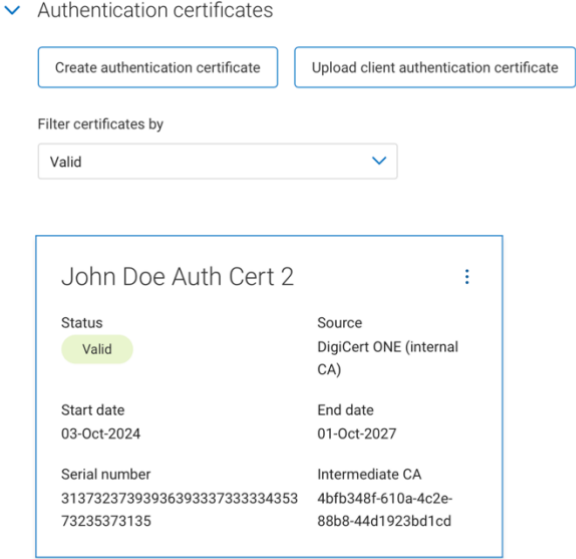 Authentication certificates
Create authentication certificate
Upload client authentication certificate
Filter certificates by
Valid
John Doe Auth Cert 2
Status
Valid
Source
DigiCert ONE (internal
CA)
Start date
03-Oct-2024
End date
01-Oct-2027
Serial number
31373237393936393337333334353
73235373135
Intermediate CA
4bfb348f-610a-4c2e-
88b8-44d1923bd1cd